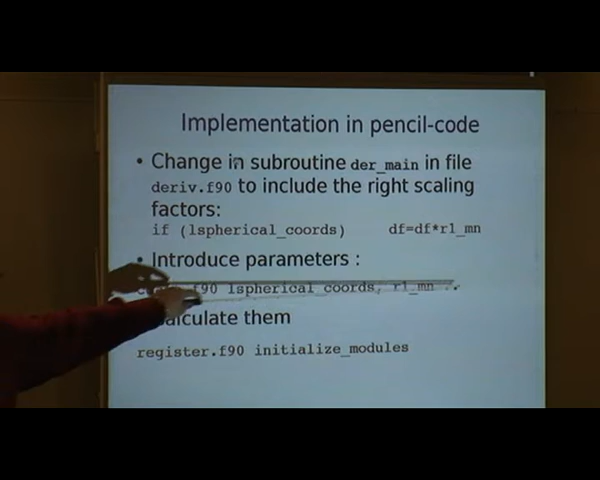 Implementation in pencil-code
• Change in subroutine der_main in file
deriv.f90 to include the right scaling
factors:
if (lspherical_coords) df=df*r1_mn
• Introduce parameters :
f90 lspherical_coords, r1_mn ..
them
register.f90 initialize_modules